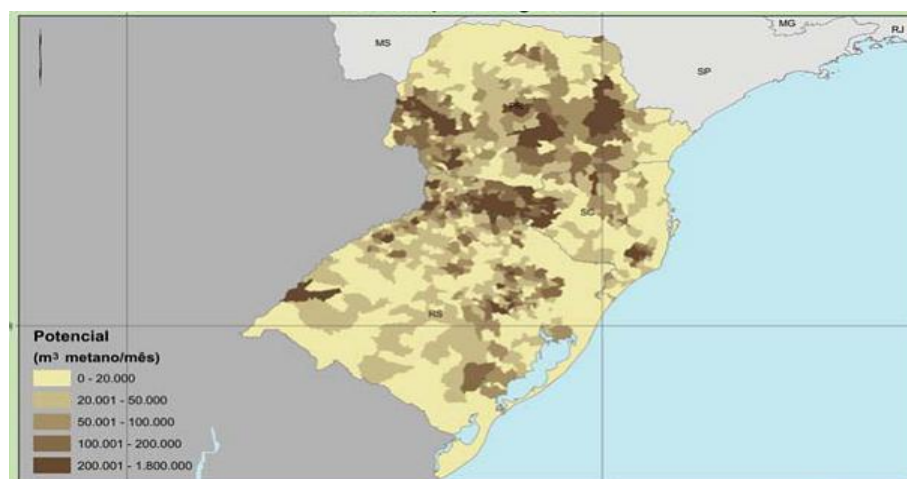 MG
RJ
MS
SP
PR
SC
RS
Potencial
(m³ metano/mês)
0 - 20.000
20.001 - 50.000
50.001 - 100.000
100.001 - 200.000
200.001 - 1.800.000